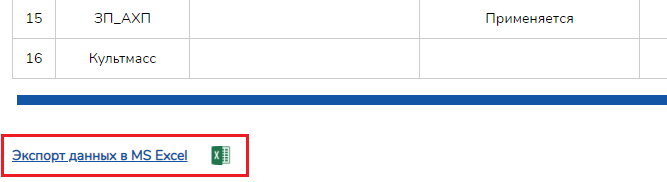 15 ЗП_АХП Применяется
16 Культмасс
Экспорт данных в MS Excel